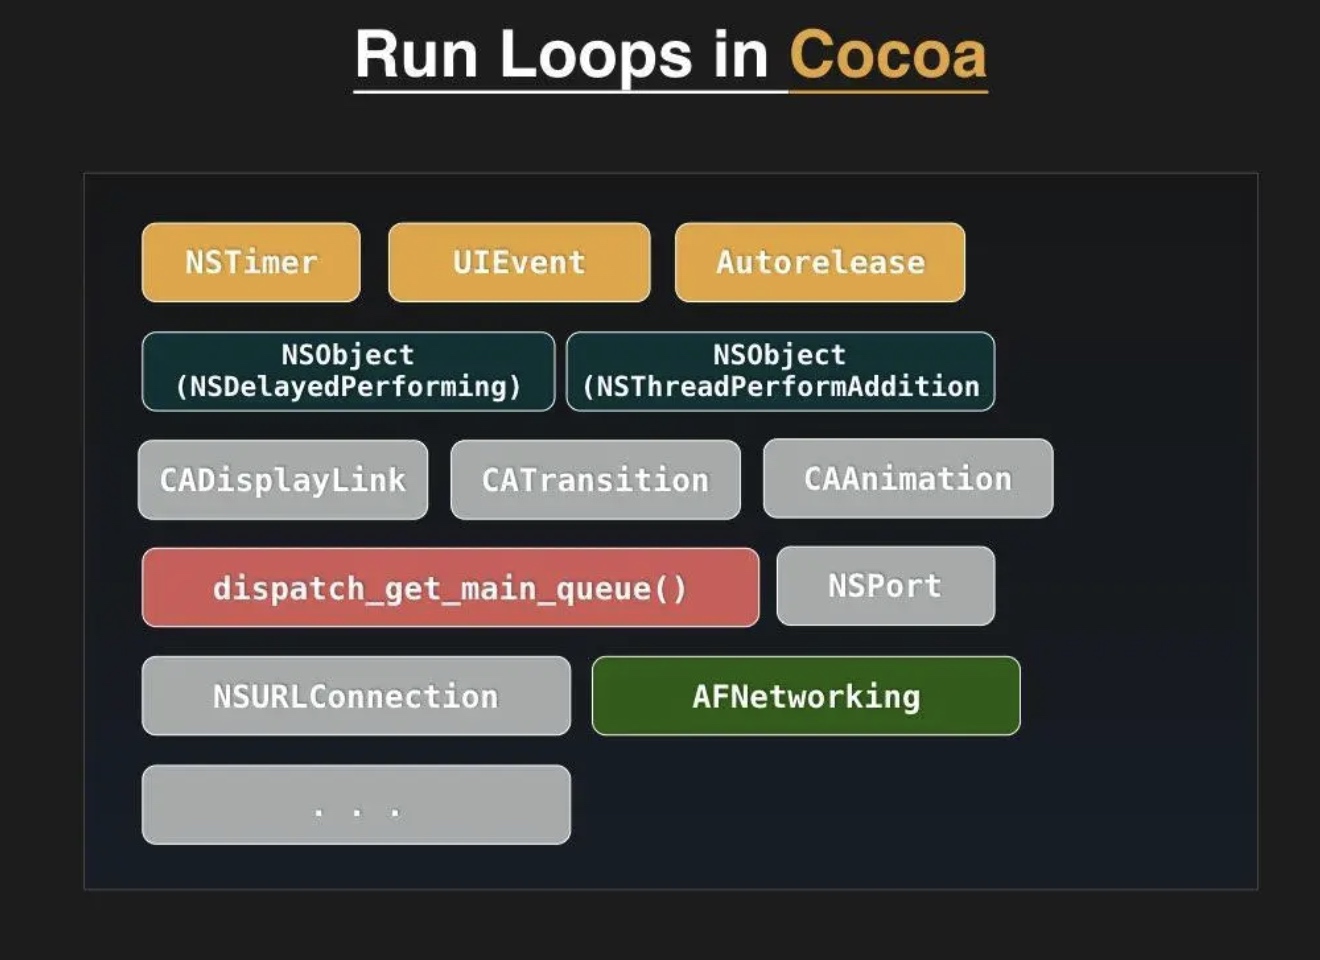 Run Loops in Cocoa
NSTimer
UIEvent
Autorelease
NSObject
(NSDelayedPerforming)
NSObject
(NSThreadPerformAddition
CADisplayLink
CATransition
CAAnimation
dispatch_get_main_queue()
NSPort
NSURLConnection
AFNetworking
. . .